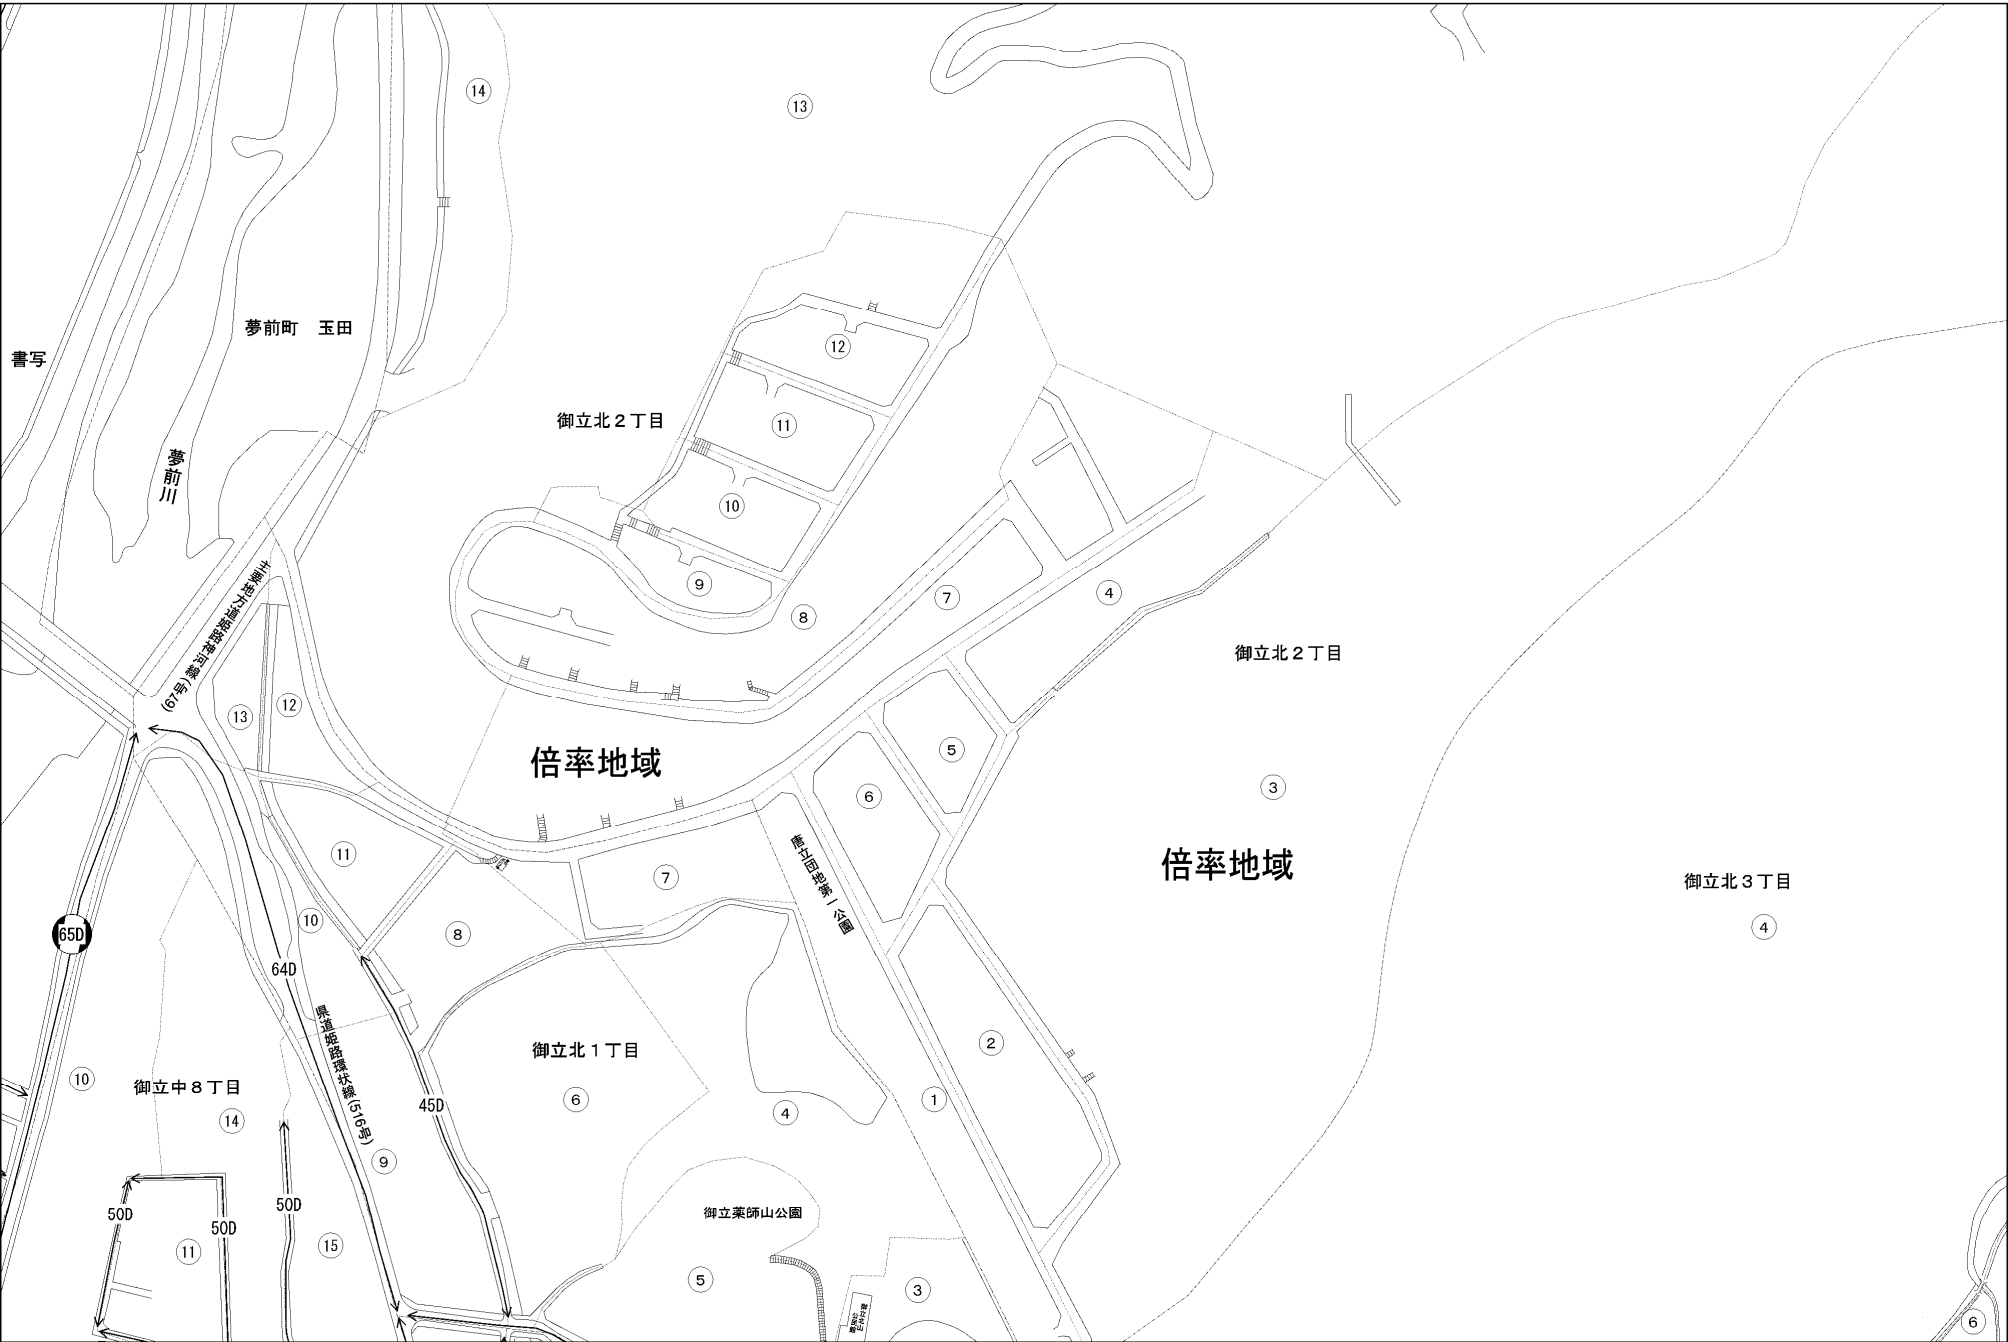 ⑭
⑬
夢前町　玉田
書写
⑫
御立北２丁目
⑪
夢前川
⑩
⑨
⑧
⑦
④
主要地方道姫路神河線(67号)
御立北２丁目
⑬
⑫
⑤
倍率地域
③
⑥
⑪
唐立団地第一公園
⑦
倍率地域
御立北３丁目
④
⑩
65D
⑧
64D
県道姫路環状線(516号)
②
御立北１丁目
⑩
御立中８丁目
⑥
①
45D
④
⑭
⑨
50D
50D
50D
御立薬師山公園
⑪
⑮
⑤
③
⑥